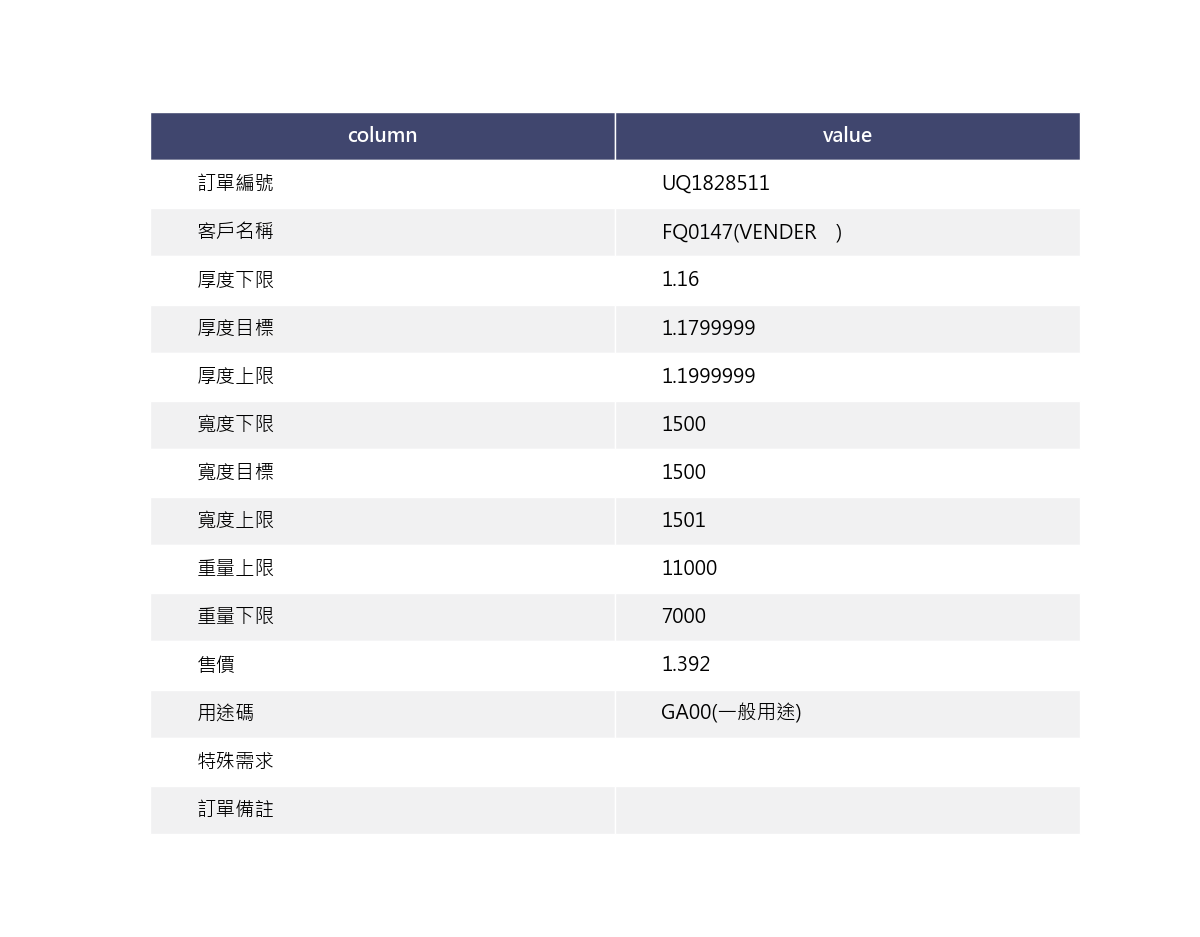 column value
訂單編號 UQ1828511
客戶名稱 FQ0147(VENDER　)
厚度下限 1.16
厚度目標 1.1799999
厚度上限 1.1999999
寬度下限 1500
寬度目標 1500
寬度上限 1501
重量上限 11000
重量下限 7000
售價 1.392
用途碼 GA00(一般用途)
特殊需求
訂單備註